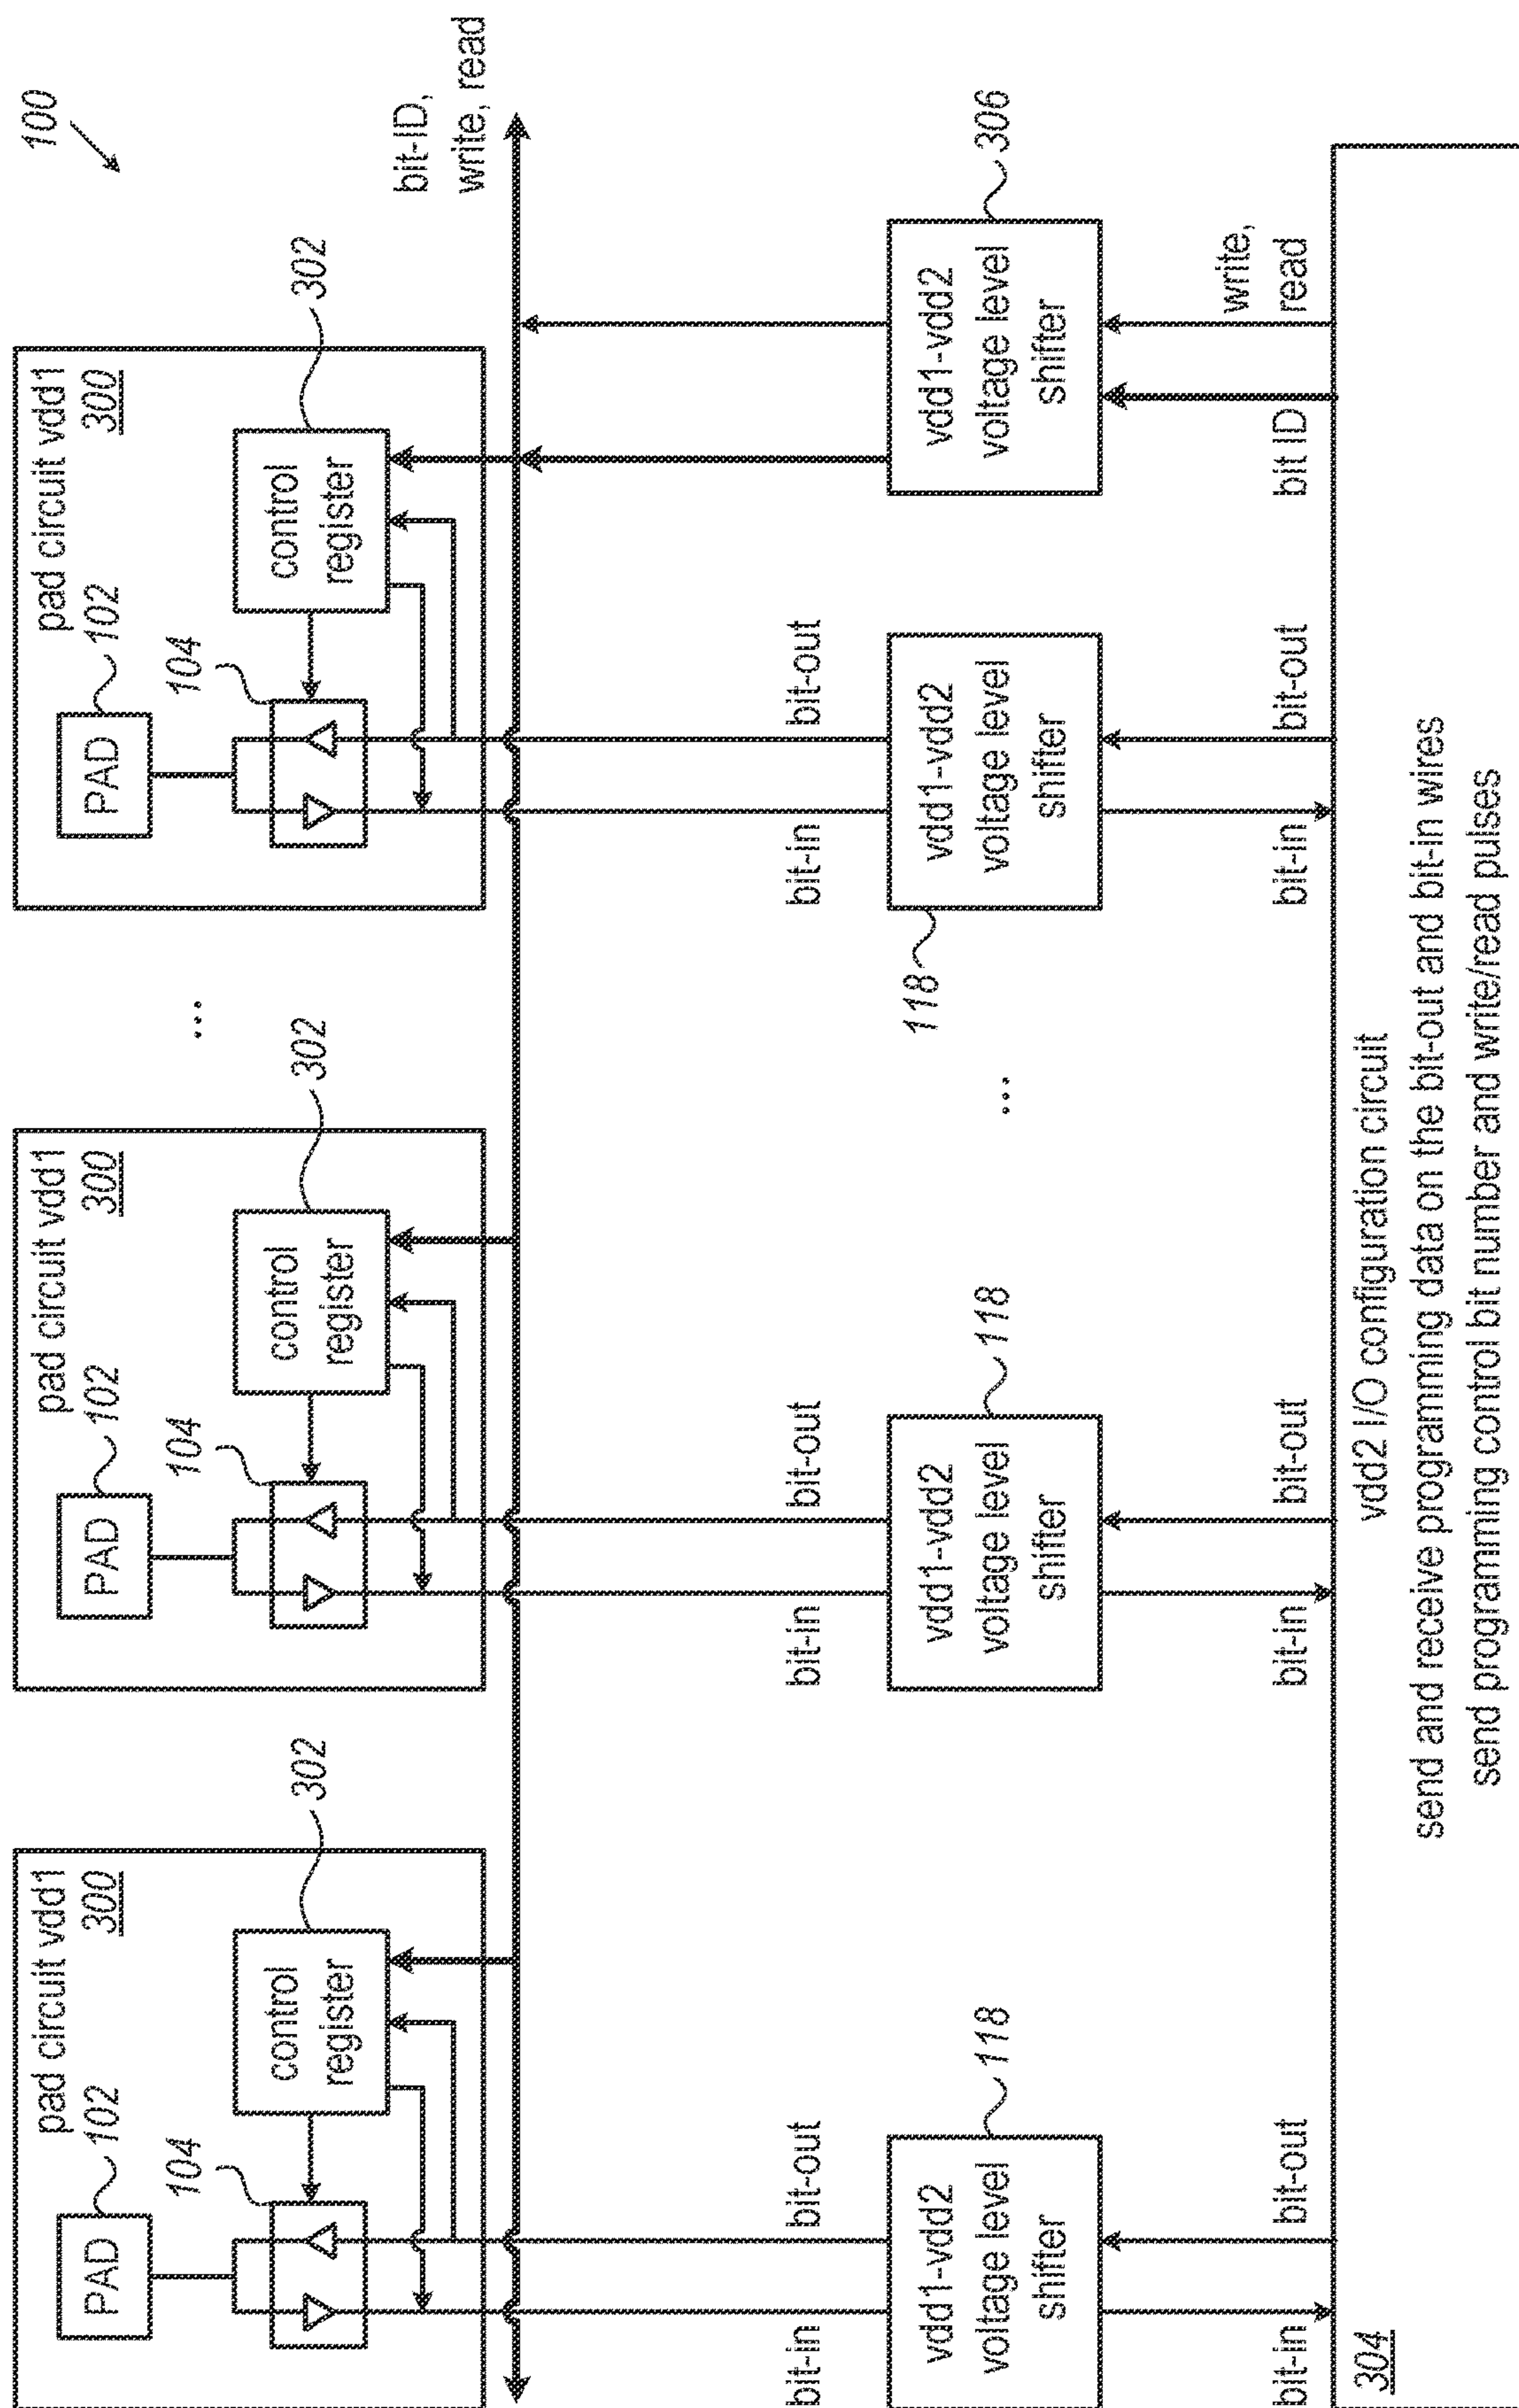 100
pad circuit vdd1
300
102
PAD
104
302
control
register
pad circuit vdd1
300
102
PAD
104
302
control
register
...
pad circuit vdd1
300
102
PAD
104
302
control
register
bit-ID,
write, read
bit-in
bit-out
bit-in
bit-out
bit-in
bit-out
vdd1-vdd2
voltage level
shifter
118
vdd1-vdd2
voltage level
shifter
118
...
vdd1-vdd2
voltage level
shifter
118
vdd1-vdd2
voltage level
shifter
306
bit-in
bit-out
bit-in
bit-out
bit-in
bit-out
bit ID
write,
read
304
vdd2 I/O configuration circuit
send and receive programming data on the bit-out and bit-in wires
send programming control bit number and write/read pulses